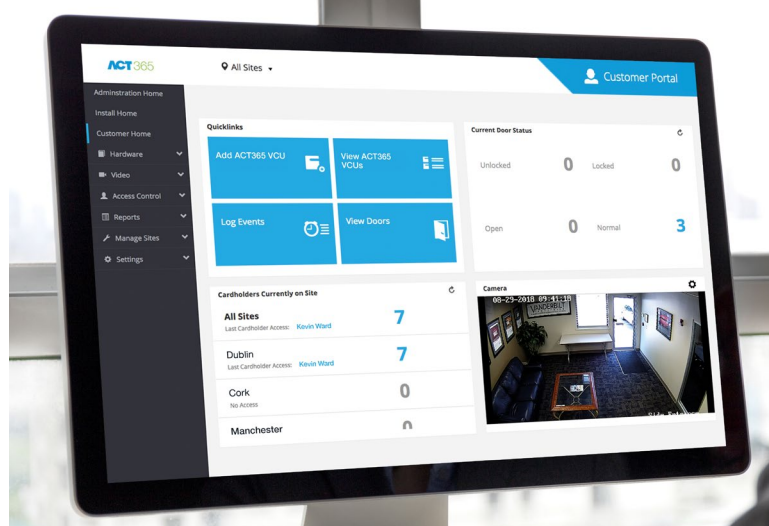 ACT365
All Sites
Customer Portal
Adminstration Home
Install Home
Customer Home
Hardware
Video
Access Control
Reports
Manage Sites
Settings
Quicklinks
Add ACT365 VCU
View ACT365
VCUs
Log Events
View Doors
Current Door Status
Unlocked 0 Locked 0
Open 0 Normal 3
Cardholders Currently on Site
All Sites 7
Last Cardholder Access: Kevin Ward
Dublin 7
Last Cardholder Access: Kevin Ward
Cork 0
No Access
Manchester 0
Camera
08-29-2018 09:41:18
VANDERBILT